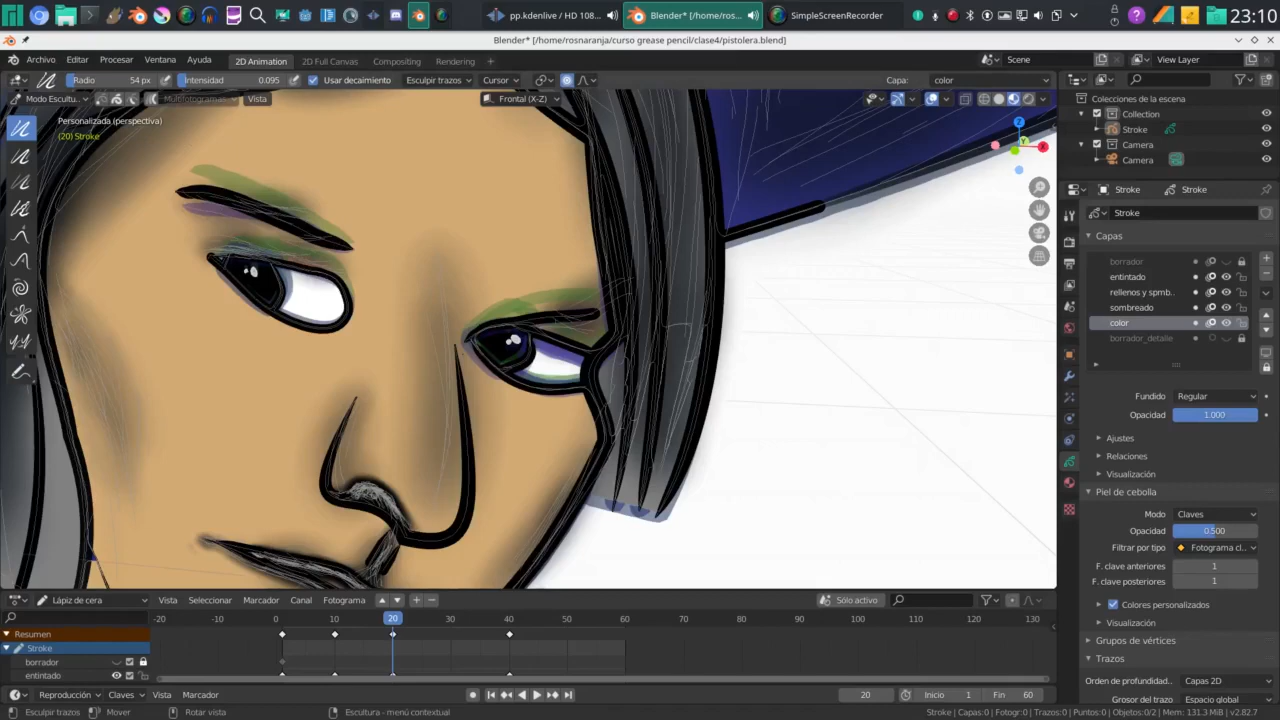 pp.kdenlive / HD 108...
Blender* [/home/ros...
SimpleScreenRecorder
23:10
Blender* [/home/rosnaranja/curso grease pencil/clase4/pistolera.blend]
Archivo Editar Procesar Ventana Ayuda
2D Animation 2D Full Canvas Compositing Rendering +
Scene
View Layer
Radio 54 px
Intensidad 0.095
Usar decaimiento
Esculpir trazos
Cursor
Capa: color
Modo Escultu..
Multifotogramas
Vista
Frontal (X-Z)
Personalizada (perspectiva)
(20) Stroke
Z
Y
X
Colecciones de la escena
Collection
Stroke
Camera
Camera
Stroke Stroke
Stroke
Capas
borrador
entintado
rellenos y spmb..
sombreado
color
borrador_detalle
Fundido Regular
Opacidad 1.000
Ajustes
Relaciones
Visualización
Piel de cebolla
Modo Claves
Opacidad 0.500
Filtrar por tipo Fotograma cl..
F. clave anteriores 1
F. clave posteriores 1
Colores personalizados
Visualización
Grupos de vértices
Trazos
Orden de profundidad.. Capas 2D
Grosor del trazo Espacio global
Lápiz de cera
Vista Seleccionar Marcador Canal Fotograma
Sólo activo
-20 -10 0 10 20 30 40 50 60 70 80 90 100 110 120 130
Resumen
Stroke
borrador
entintado
Reproducción Claves Vista Marcador
20
Inicio 1
Fin 60
Esculpir trazos Mover Rotar vista Escultura - menú contextual
Stroke | Capas:0 | Fotogr:0 | Trazos:0 | Puntos:0 | Objetos:0/2 | Mem: 131.3 MiB | v2.82.7